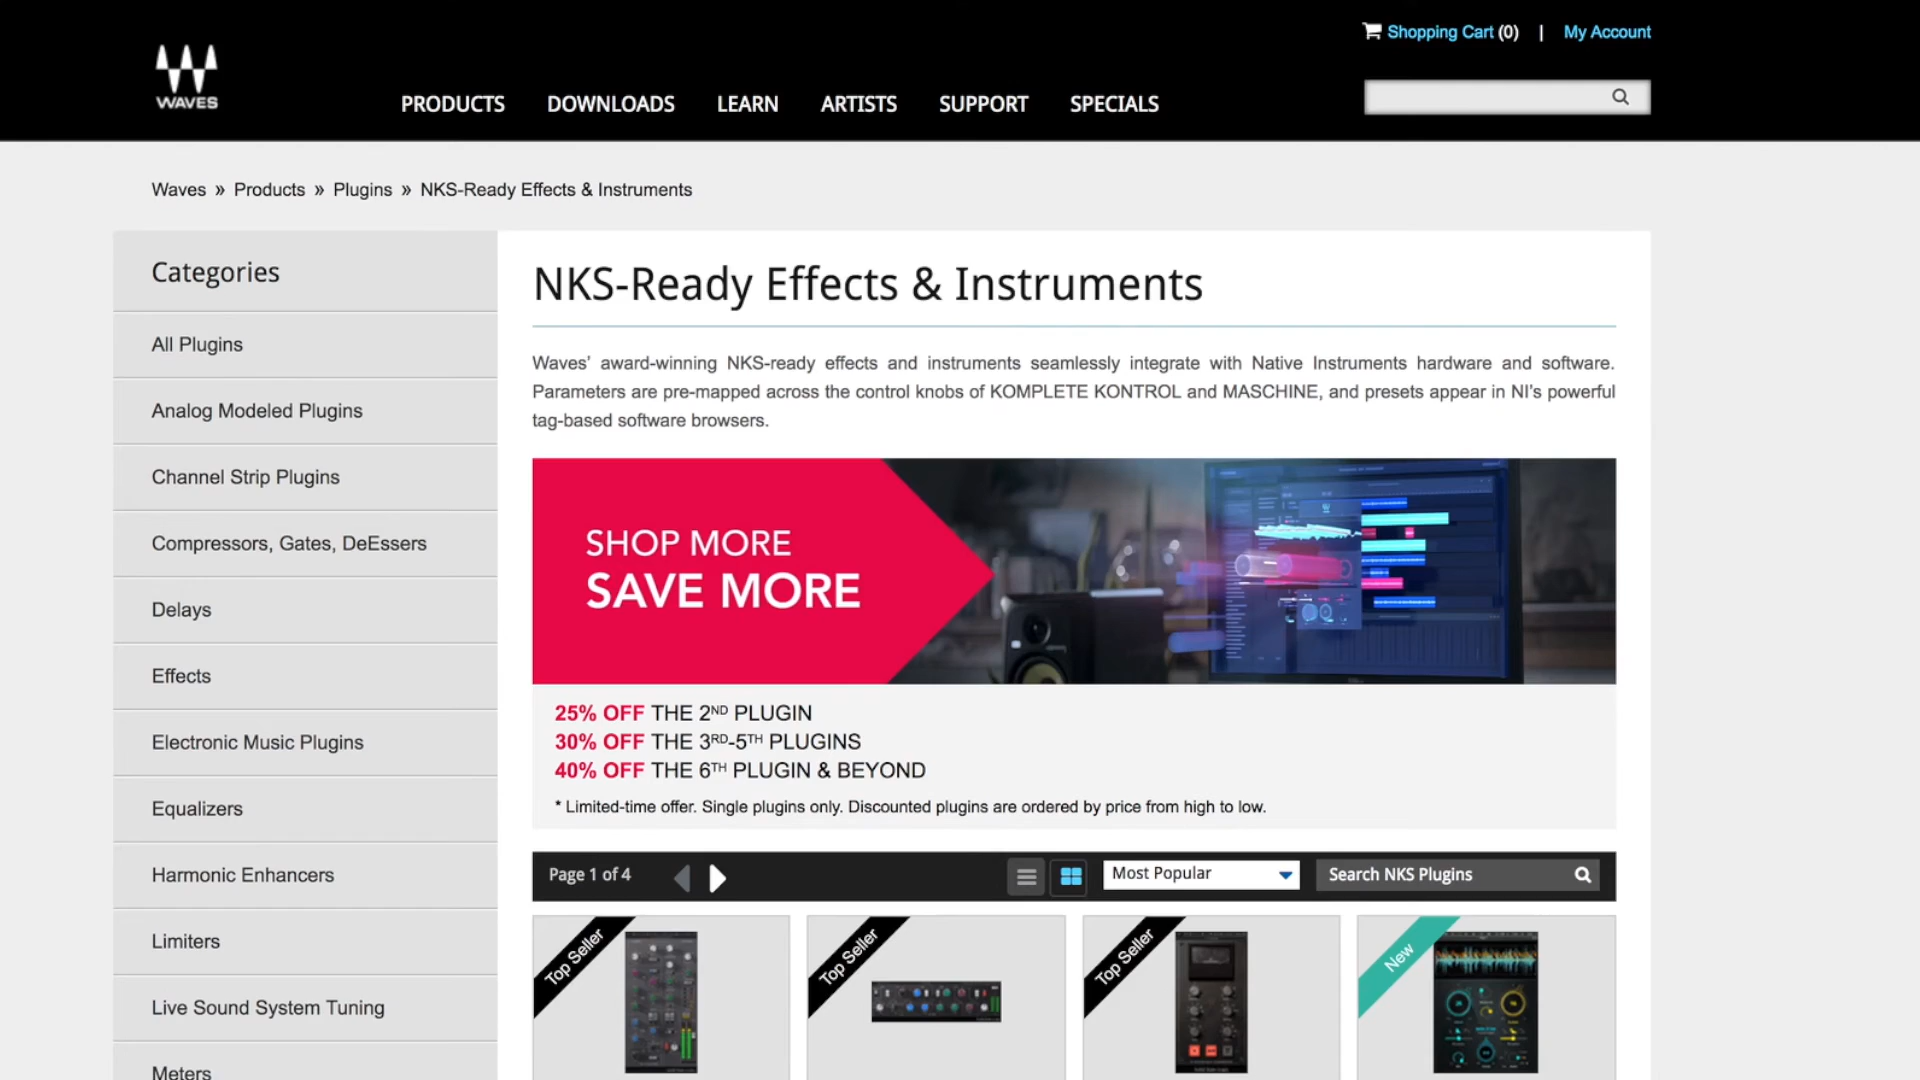 Shopping Cart (0) | My Account
WAVES
PRODUCTS DOWNLOADS LEARN ARTISTS SUPPORT SPECIALS
Waves » Products » Plugins » NKS-Ready Effects & Instruments
Categories
All Plugins
Analog Modeled Plugins
Channel Strip Plugins
Compressors, Gates, DeEssers
Delays
Effects
Electronic Music Plugins
Equalizers
Harmonic Enhancers
Limiters
Live Sound System Tuning
Meters
NKS-Ready Effects & Instruments
Waves’ award-winning NKS-ready effects and instruments seamlessly integrate with Native Instruments hardware and software.
Parameters are pre-mapped across the control knobs of KOMPLETE KONTROL and MASCHINE, and presets appear in NI’s powerful
tag-based software browsers.
SHOP MORE
SAVE MORE
25% OFF THE 2ND PLUGIN
30% OFF THE 3RD-5TH PLUGINS
40% OFF THE 6TH PLUGIN & BEYOND
* Limited-time offer. Single plugins only. Discounted plugins are ordered by price from high to low.
Page 1 of 4
Most Popular
Search NKS Plugins
Top Seller
Top Seller
Top Seller
New